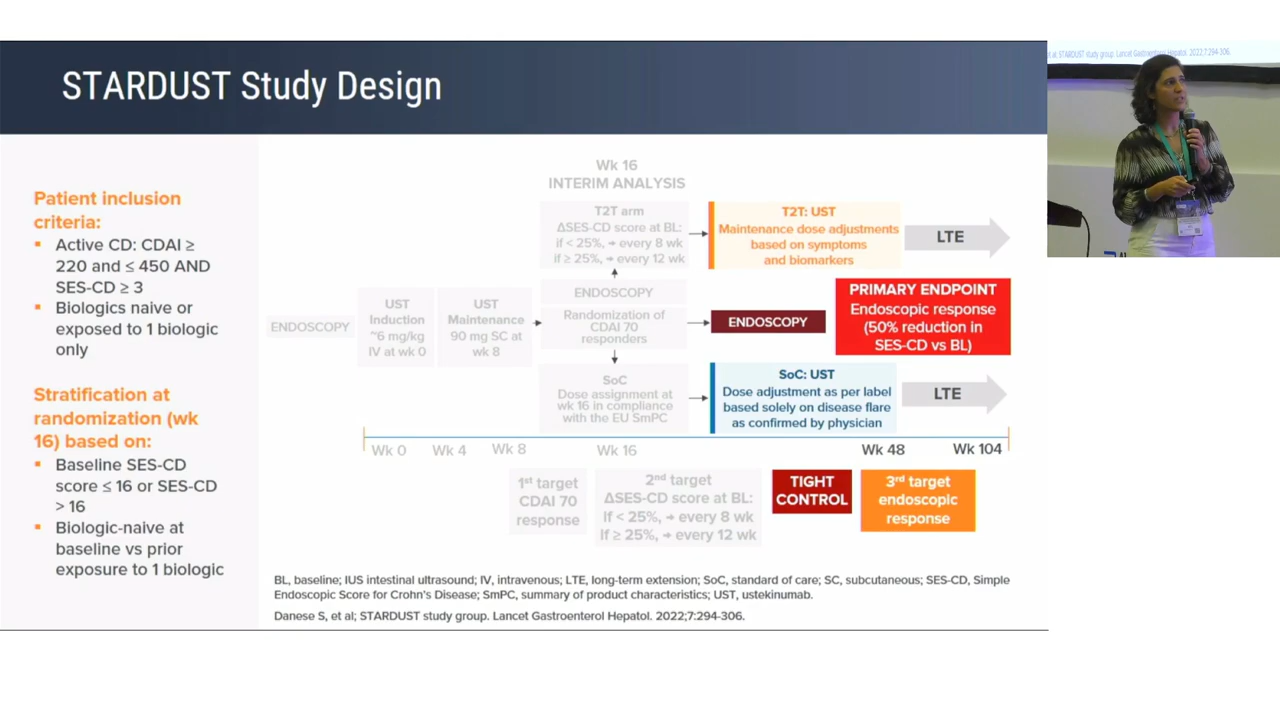 STARDUST Study Design
Patient inclusion
criteria:
▪ Active CD: CDAI ≥
220 and ≤ 450 AND
SES-CD ≥ 3
▪ Biologics naive or
exposed to 1 biologic
only
Stratification at
randomization (wk
16) based on:
▪ Baseline SES-CD
score ≤ 16 or SES-CD
> 16
▪ Biologic-naive at
baseline vs prior
exposure to 1 biologic
Wk 16
INTERIM ANALYSIS
T2T arm
ΔSES-CD score at BL:
if < 25%, → every 8 wk
if ≥ 25%, → every 12 wk
T2T: UST
Maintenance dose adjustments
based on symptoms
and biomarkers
LTE
ENDOSCOPY
UST
Induction
~6 mg/kg
IV at wk 0
UST
Maintenance
90 mg SC at
wk 8
ENDOSCOPY
Randomization of
CDAI 70
responders
ENDOSCOPY
PRIMARY ENDPOINT
Endoscopic response
(50% reduction in
SES-CD vs BL)
SoC
Dose assignment at
wk 16 in compliance
with the EU SmPC
SoC: UST
Dose adjustment as per label
based solely on disease flare
as confirmed by physician
LTE
Wk 0 Wk 4 Wk 8 Wk 16 Wk 48 Wk 104
1st target
CDAI 70
response
2nd target
ΔSES-CD score at BL:
If < 25%, → every 8 wk
If ≥ 25%, → every 12 wk
TIGHT
CONTROL
3rd target
endoscopic
response
BL, baseline; IUS intestinal ultrasound; IV, intravenous; LTE, long-term extension; SoC, standard of care; SC, subcutaneous; SES-CD, Simple
Endoscopic Score for Crohn's Disease; SmPC, summary of product characteristics; UST, ustekinumab.
Danese S, et al; STARDUST study group. Lancet Gastroenterol Hepatol. 2022;7:294-306.
at; STARDUST study group. Lancet Gastroenterol Hepatol. 2022;7:294-306.